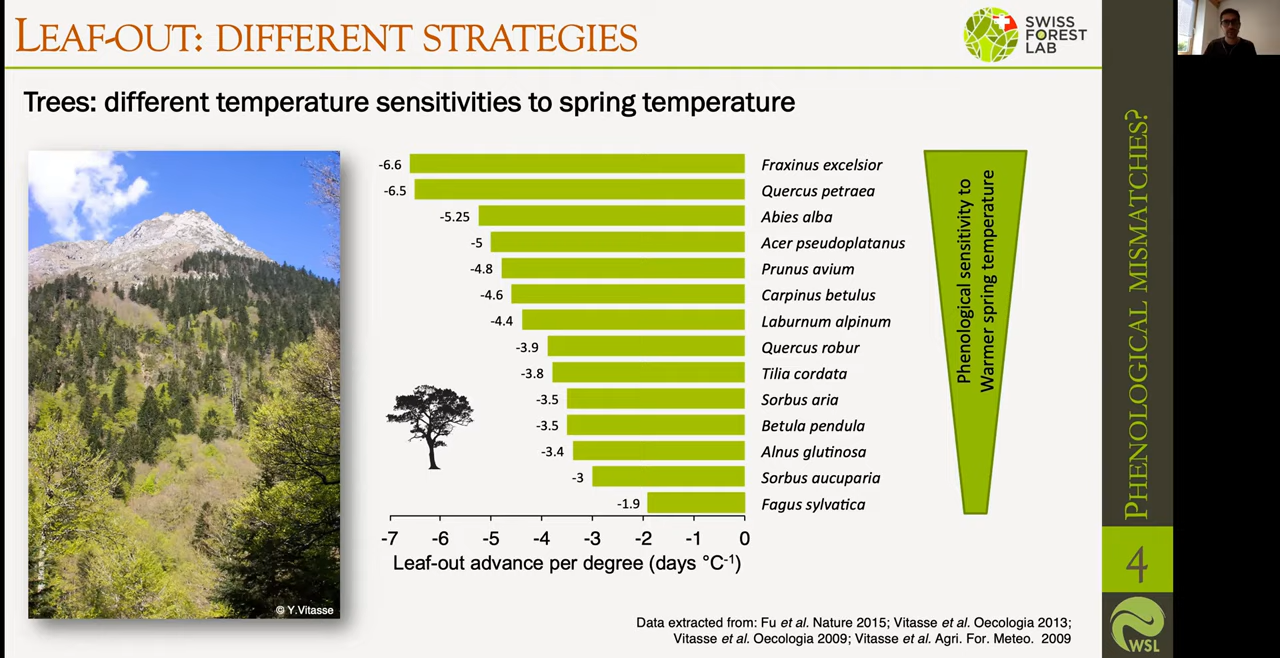 LEAF-OUT: DIFFERENT STRATEGIES
SWISS
FOREST
LAB
Trees: different temperature sensitivities to spring temperature
-6.6 Fraxinus excelsior
-6.5 Quercus petraea
-5.25 Abies alba
-5 Acer pseudoplatanus
-4.8 Prunus avium
-4.6 Carpinus betulus
-4.4 Laburnum alpinum
-3.9 Quercus robur
-3.8 Tilia cordata
-3.5 Sorbus aria
-3.5 Betula pendula
-3.4 Alnus glutinosa
-3 Sorbus aucuparia
-1.9 Fagus sylvatica
-7 -6 -5 -4 -3 -2 -1 0
Leaf-out advance per degree (days °C⁻¹)
Phenological sensitivity to
Warmer spring temperature
© Y.Vitasse
Data extracted from: Fu et al. Nature 2015; Vitasse et al. Oecologia 2013;
Vitasse et al. Oecologia 2009; Vitasse et al. Agri. For. Meteo. 2009
PHENOLOGICAL MISMATCHES?
4
WSL